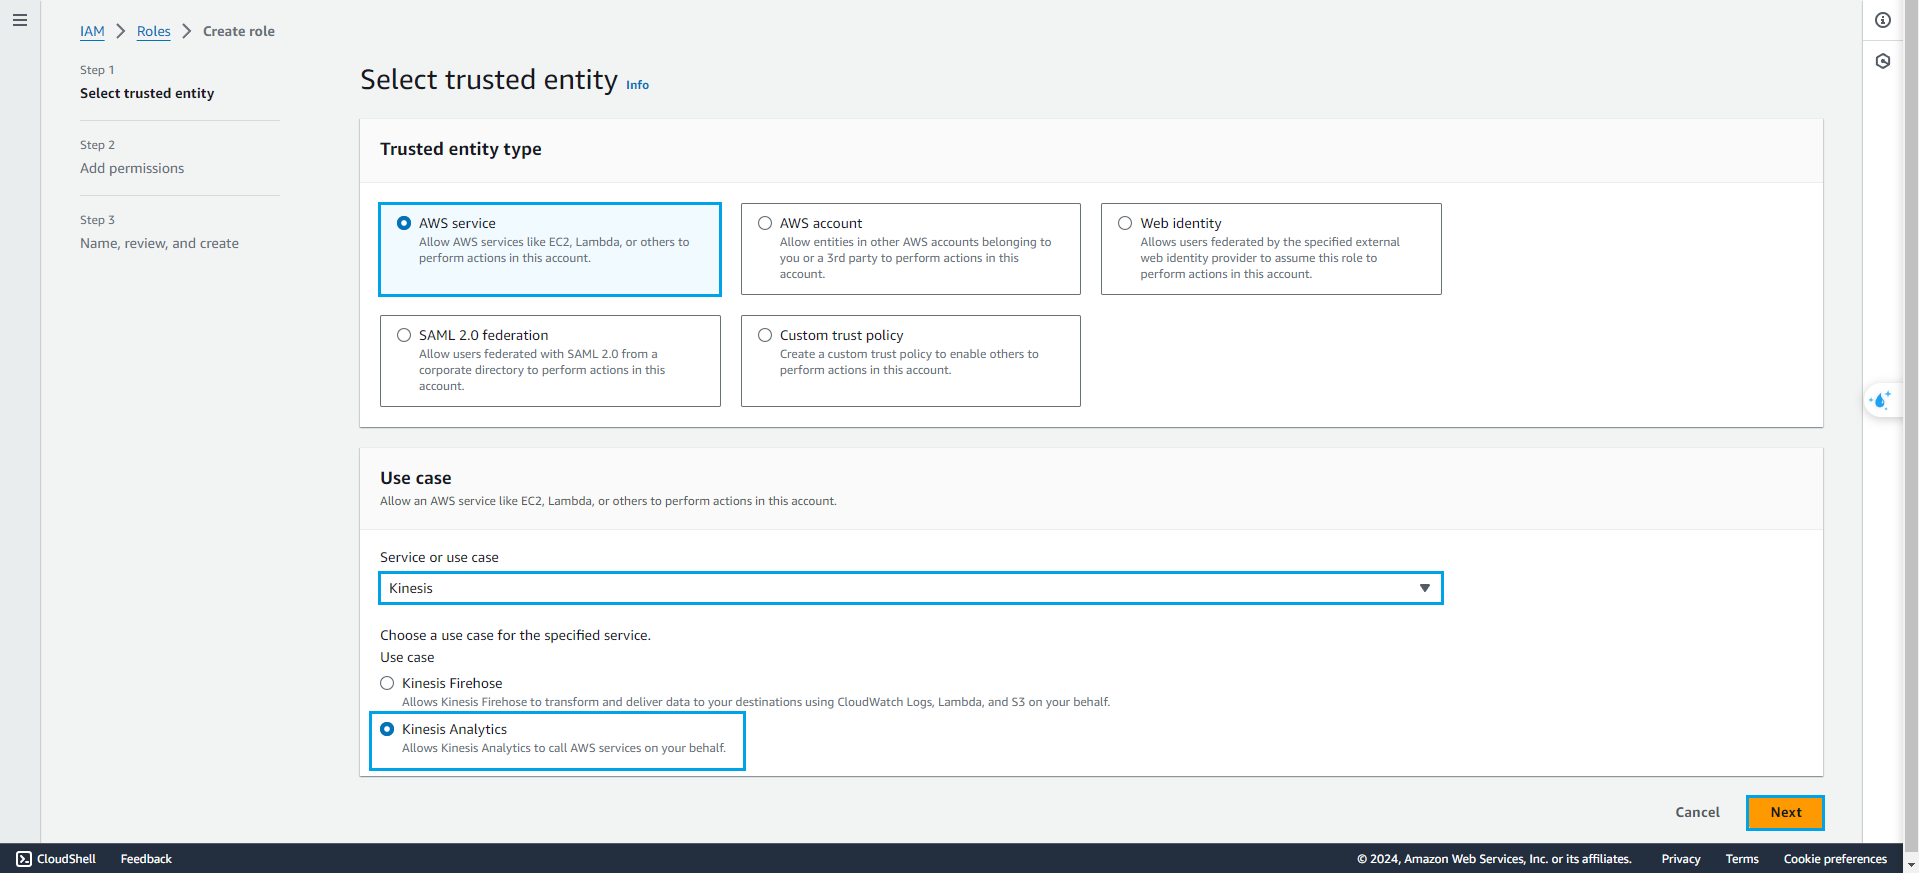 IAM > Roles > Create role
Step 1
Select trusted entity
Step 2
Add permissions
Step 3
Name, review, and create
Select trusted entity Info
Trusted entity type
AWS service
Allow AWS services like EC2, Lambda, or others to
perform actions in this account.
AWS account
Allow entities in other AWS accounts belonging to
you or a 3rd party to perform actions in this
account.
Web identity
Allows users federated by the specified external
web identity provider to assume this role to
perform actions in this account.
SAML 2.0 federation
Allow users federated with SAML 2.0 from a
corporate directory to perform actions in this
account.
Custom trust policy
Create a custom trust policy to enable others to
perform actions in this account.
Use case
Allow an AWS service like EC2, Lambda, or others to perform actions in this account.
Service or use case
Kinesis
Choose a use case for the specified service.
Use case
Kinesis Firehose
Allows Kinesis Firehose to transform and deliver data to your destinations using CloudWatch Logs, Lambda, and S3 on your behalf.
Kinesis Analytics
Allows Kinesis Analytics to call AWS services on your behalf.
Cancel Next
CloudShell Feedback © 2024, Amazon Web Services, Inc. or its affiliates. Privacy Terms Cookie preferences